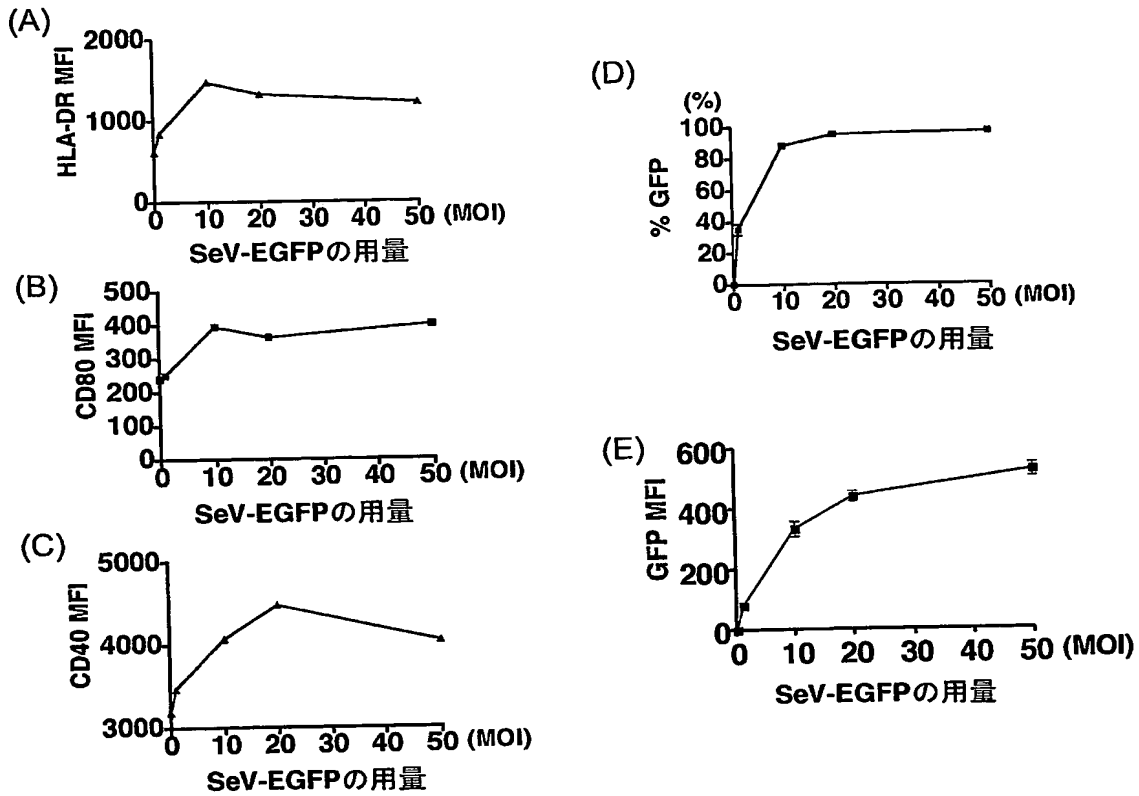 (A)
HLA-DR MFI
2000
1000
0
0 10 20 30 40 50 (MOI)
SeV-EGFPの用量
(B)
CD80 MFI
500
400
300
200
100
0
0 10 20 30 40 50 (MOI)
SeV-EGFPの用量
(C)
CD40 MFI
5000
4000
3000
0 10 20 30 40 50 (MOI)
SeV-EGFPの用量
(D)
(%)
% GFP
100
80
60
40
20
0
0 10 20 30 40 50 (MOI)
SeV-EGFPの用量
(E)
GFP MFI
600
400
200
0
0 10 20 30 40 50 (MOI)
SeV-EGFPの用量